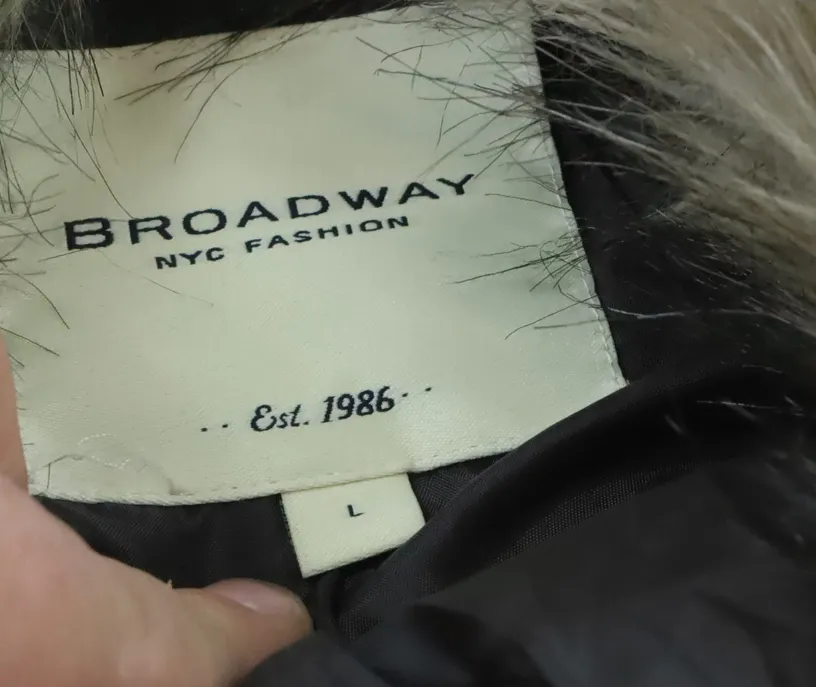 BROADWAY
NYC FASHION
·· Est. 1986 ··
L